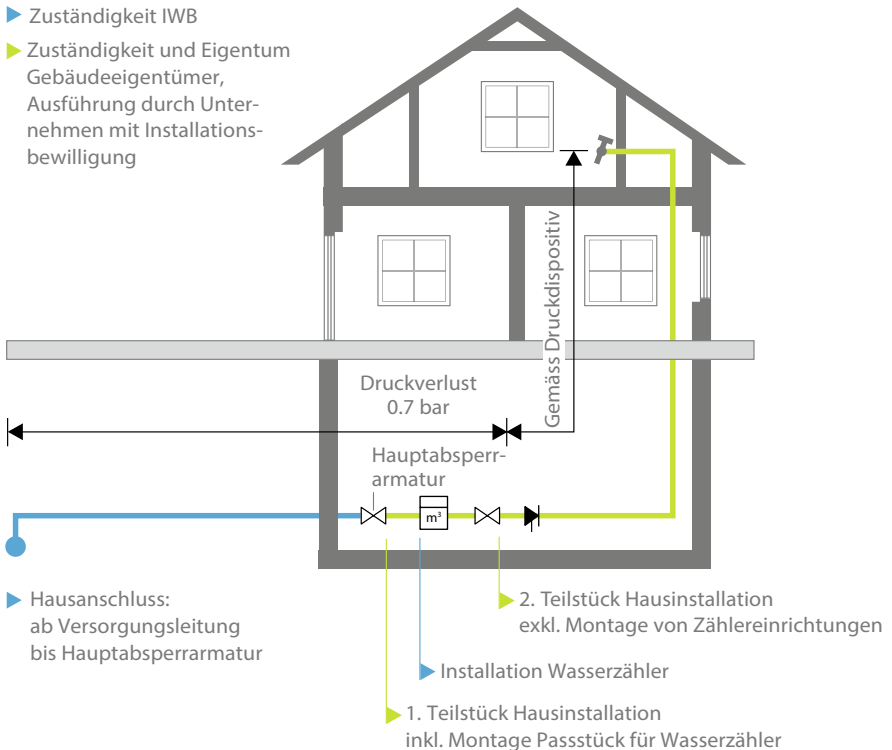 Zuständigkeit IWB
Zuständigkeit und Eigentum
Gebäudeeigentümer,
Ausführung durch Unter-
nehmen mit Installations-
bewilligung
Gemäss Druckdispositiv
Druckverlust
0.7 bar
Hauptabsperr-
armatur
m³
Hausanschluss:
ab Versorgungsleitung
bis Hauptabsperrarmatur
2. Teilstück Hausinstallation
exkl. Montage von Zählereinrichtungen
Installation Wasserzähler
1. Teilstück Hausinstallation
inkl. Montage Passstück für Wasserzähler